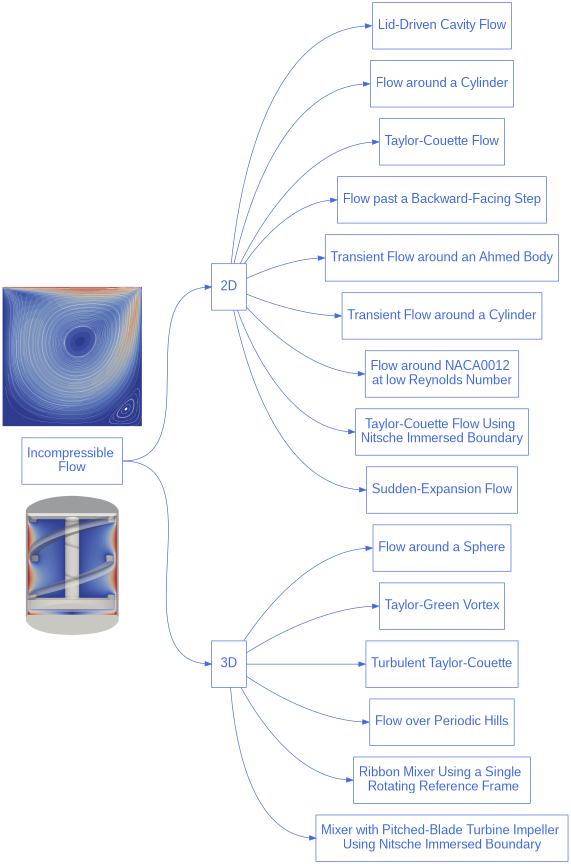 Incompressible
Flow
2D
Lid-Driven Cavity Flow
Flow around a Cylinder
Taylor-Couette Flow
Flow past a Backward-Facing Step
Transient Flow around an Ahmed Body
Transient Flow around a Cylinder
Flow around NACA0012
at low Reynolds Number
Taylor-Couette Flow Using
Nitsche Immersed Boundary
Sudden-Expansion Flow
3D
Flow around a Sphere
Taylor-Green Vortex
Turbulent Taylor-Couette
Flow over Periodic Hills
Ribbon Mixer Using a Single
Rotating Reference Frame
Mixer with Pitched-Blade Turbine Impeller
Using Nitsche Immersed Boundary